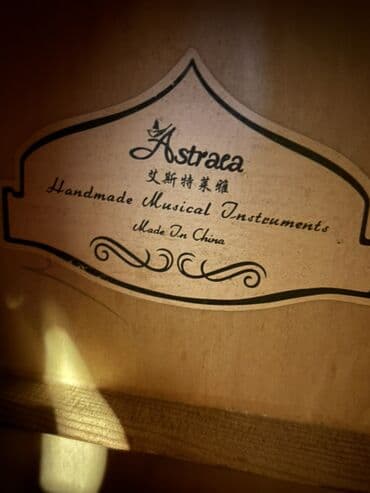 Astraea
艾斯特莱雅
Handmade Musical Instruments
Made In China